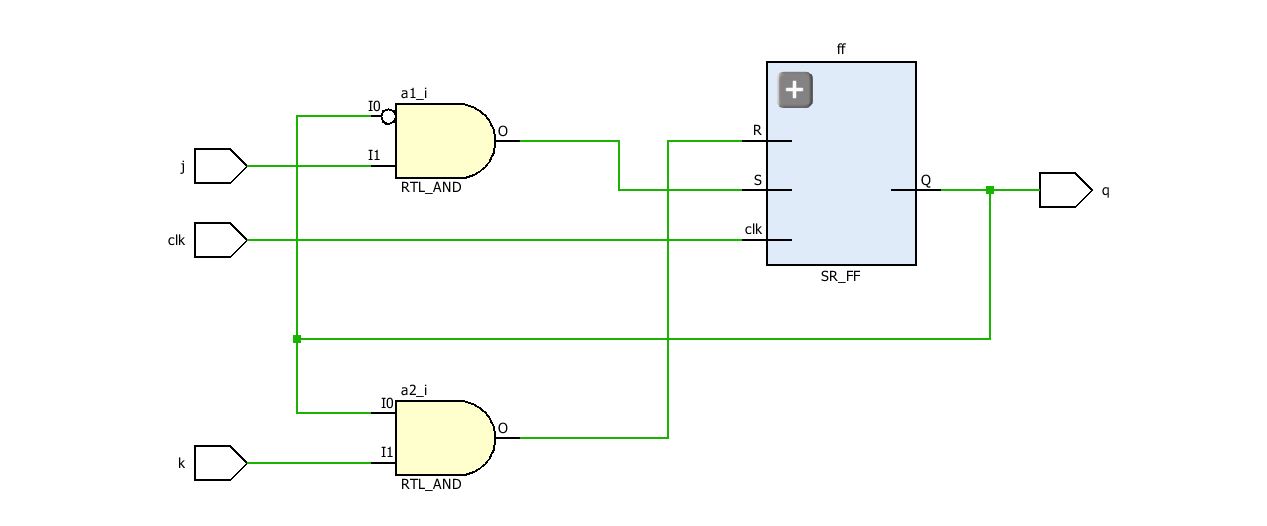 ff
a1_i
I0
O
R
j
I1
S
Q
q
RTL_AND
clk
clk
SR_FF
a2_i
I0
O
I1
k
RTL_AND